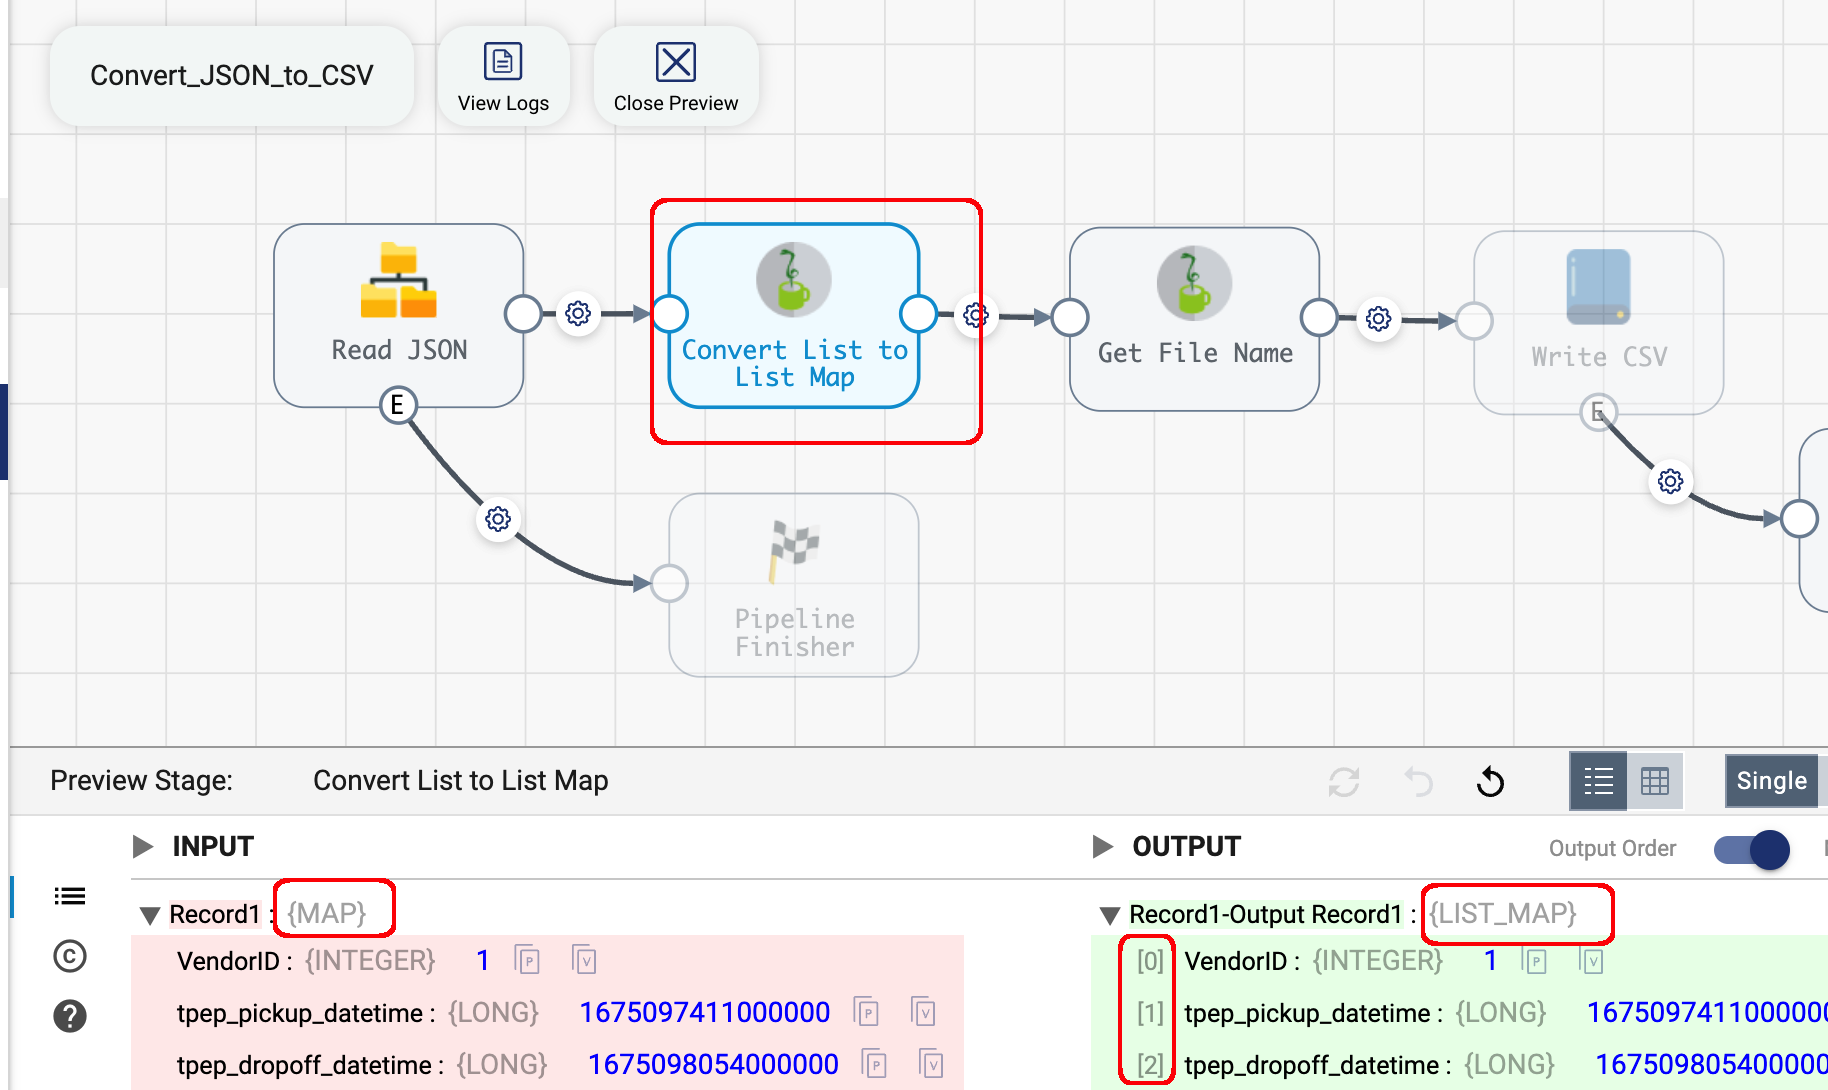 Convert_JSON_to_CSV
View Logs
Close Preview
Read JSON
E
Convert List to
List Map
Get File Name
Write CSV
E
Pipeline
Finisher
Preview Stage: Convert List to List Map
Single
INPUT
OUTPUT
Output Order
Record1 : {MAP}
VendorID : {INTEGER} 1 P V
tpep_pickup_datetime : {LONG} 1675097411000000 P V
tpep_dropoff_datetime : {LONG} 1675098054000000 P V
Record1-Output Record1 : {LIST_MAP}
[0] VendorID : {INTEGER} 1 P V
[1] tpep_pickup_datetime : {LONG} 167509741100000
[2] tpep_dropoff_datetime : {LONG} 167509805400000
C
?